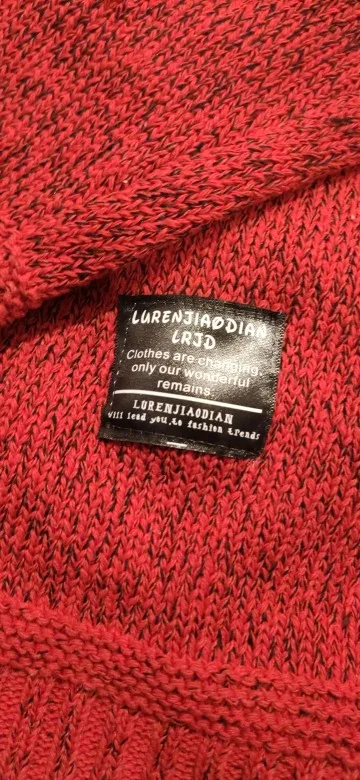 LURENJIAODIAN
LRJD
Clothes are changing,
only our wonderful
remains.
LURENJIAODIAN
Will lead you to fashion trends